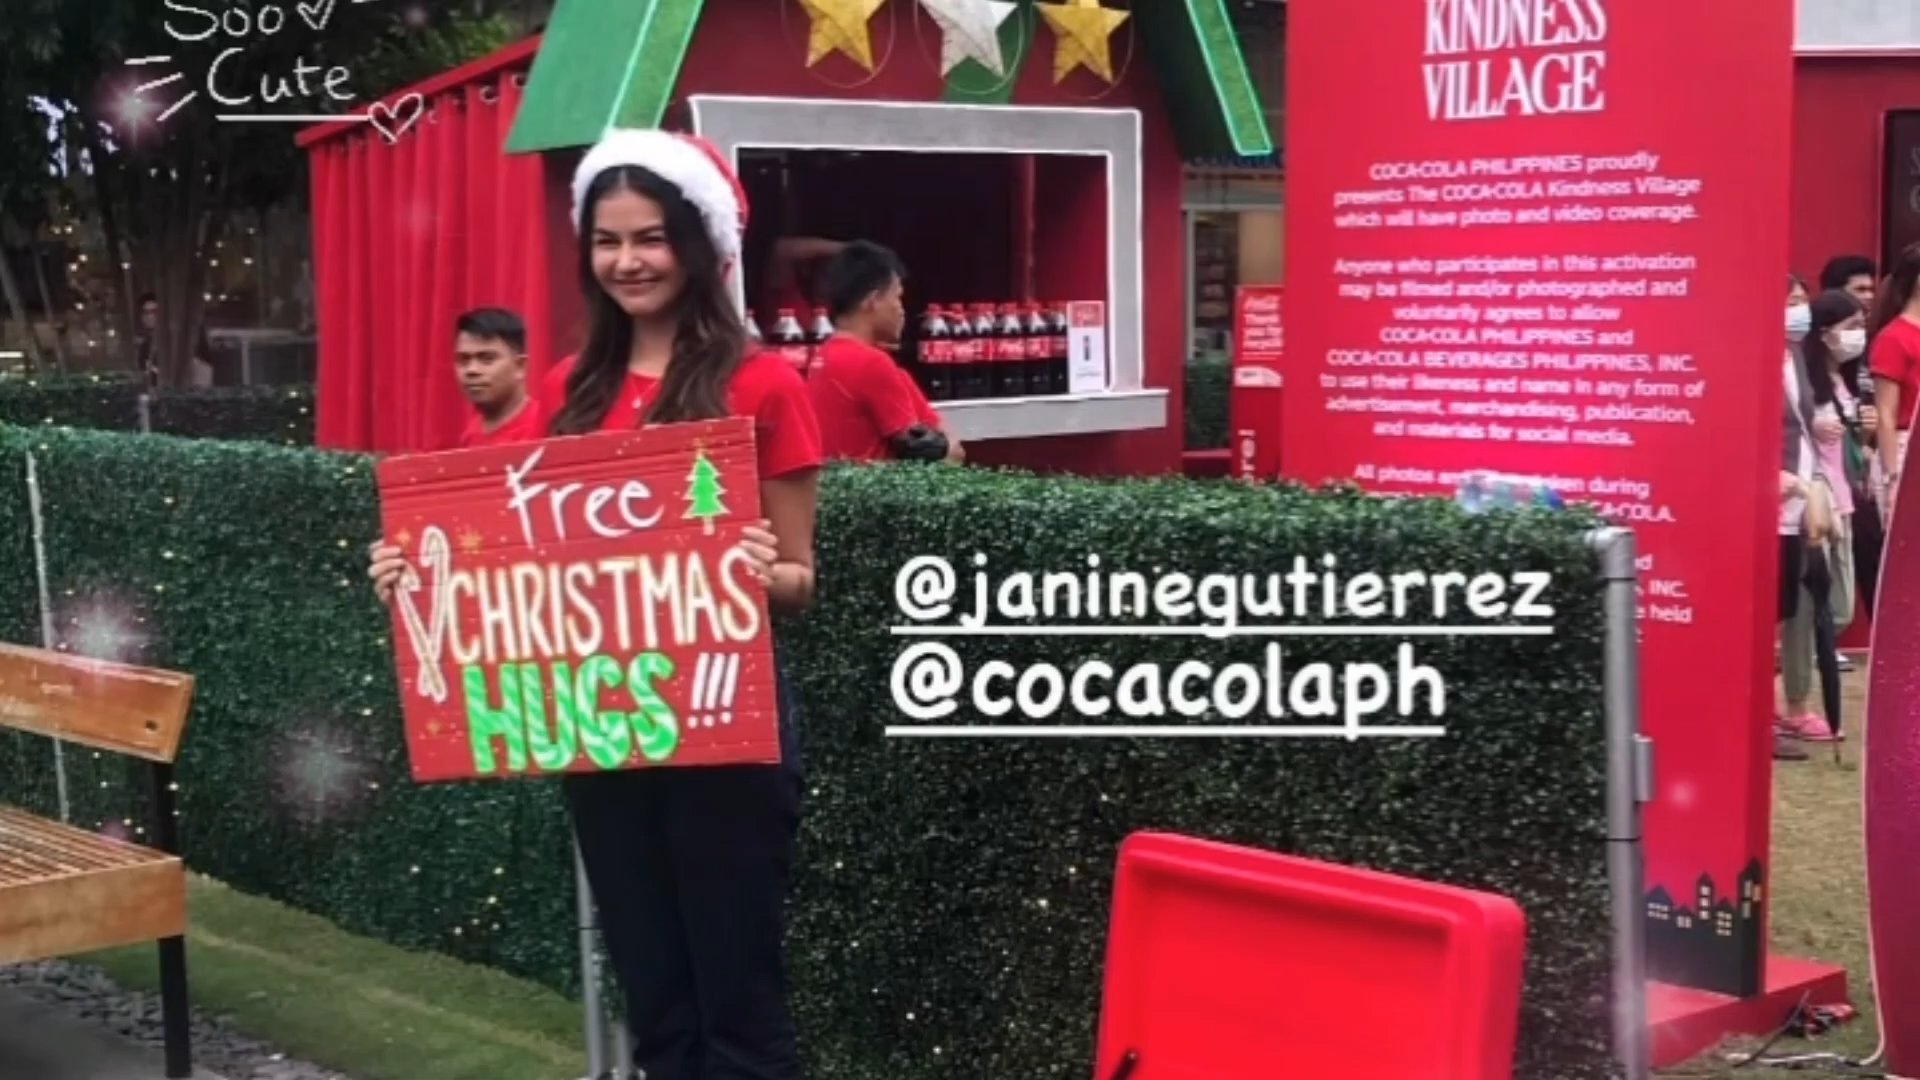 Soo
Cute
KINDNESS
VILLAGE
COCA-COLA PHILIPPINES proudly
presents The COCA-COLA Kindness Village
which will have photo and video coverage.
Anyone who participates in this activation
may be filmed and/or photographed and
voluntarily agrees to allow
COCA-COLA PHILIPPINES and
COCA-COLA BEVERAGES PHILIPPINES, INC.
to use their likeness and name in any form of
advertisement, merchandising, publication,
and materials for social media.
All photos and during
INC.
held
Free
CHRISTMAS
HUGS!!!
@janinegutierrez
@cocacolaph